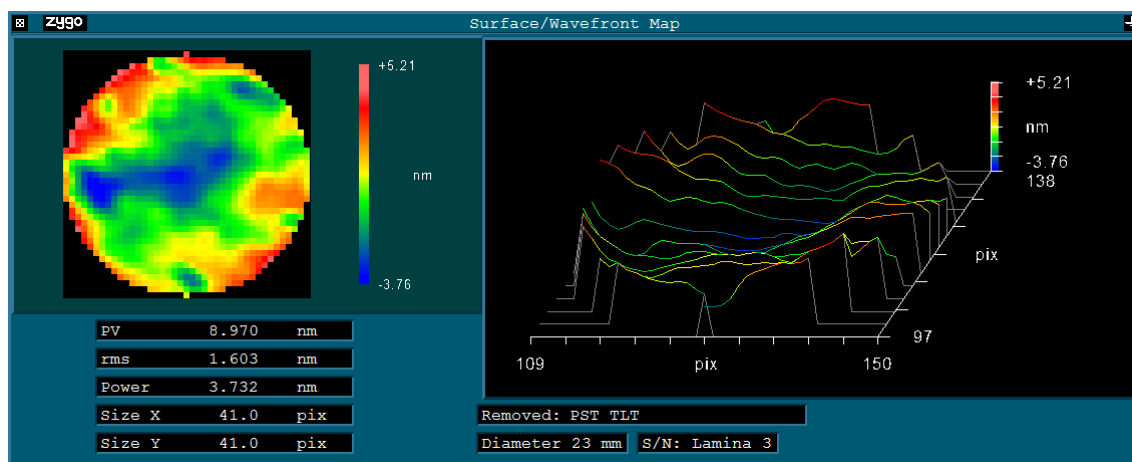 zygo Surface/Wavefront Map
+5.21
nm
-3.76
+5.21
nm
-3.76
138
pix
97
109 pix 150
PV 8.970 nm
rms 1.603 nm
Power 3.732 nm
Size X 41.0 pix
Size Y 41.0 pix
Removed: PST TLT
Diameter 23 mm S/N: Lamina 3